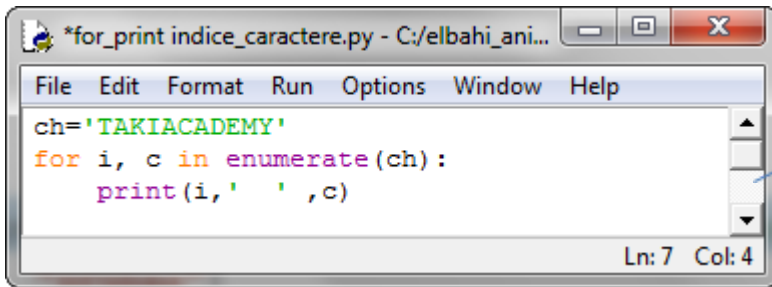 *for_print indice_caractere.py - C:/elbahi_ani...
File Edit Format Run Options Window Help
ch='TAKIACADEMY'
for i, c in enumerate(ch):
    print(i,'  ' ,c)
Ln: 7 Col: 4